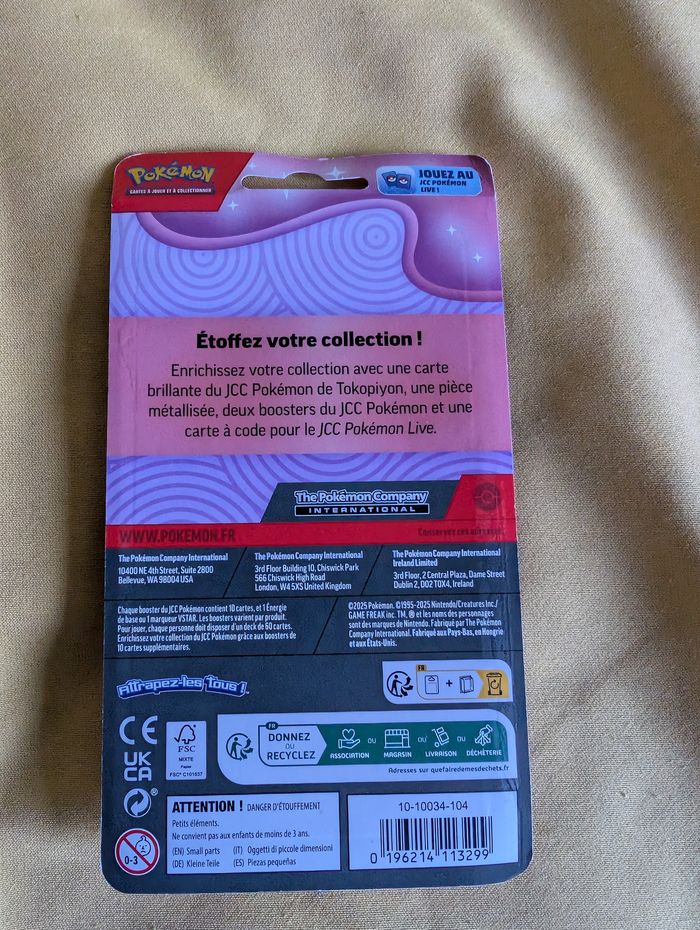 POKÉMON
CARTES À JOUER ET À COLLECTIONNER
JOUEZ AU
JCC POKÉMON
LIVE !
Étoffez votre collection !
Enrichissez votre collection avec une carte
brillante du JCC Pokémon de Tokopiyon, une pièce
métallisée, deux boosters du JCC Pokémon et une
carte à code pour le JCC Pokémon Live.
The Pokémon Company
INTERNATIONAL
WWW.POKEMON.FR
Conservez ces
The Pokémon Company International
10400 NE 4th Street, Suite 2800
Bellevue, WA 98004 USA
The Pokémon Company International
3rd Floor Building 10, Chiswick Park
566 Chiswick High Road
London, W4 5XS United Kingdom
The Pokémon Company International
Ireland Limited
3rd Floor, 2 Central Plaza, Dame Street
Dublin, D02 T0X4, Ireland
Chaque booster du JCC Pokémon contient 10 cartes, et 1 Énergie
de base ou 1 marqueur VSTAR. Les boosters varient par produit.
Pour jouer, chaque personne doit disposer d'un deck de 60 cartes.
Enrichissez votre collection du JCC Pokémon grâce aux boosters de
10 cartes supplémentaires.
©2025 Pokémon. ©1995-2025 Nintendo/Creatures Inc./
GAME FREAK inc. TM, ® et les noms des personnages
sont des marques de Nintendo. Fabriqué par The Pokémon
Company International. Fabriqué aux Pays-Bas, en Hongrie
et aux États-Unis.
Attrapez-les Tous !
FR
+
CE
UK
CA
FSC
MIXTE
Papier
FSC® C101537
FR
DONNEZ
OU
RECYCLEZ
ASSOCIATION
OU
MAGASIN
OU
LIVRAISON
OU
DÉCHÈTERIE
Adresses sur quefairedemesdechets.fr
®
0-3
ATTENTION ! DANGER D'ÉTOUFFEMENT
Petits éléments.
Ne convient pas aux enfants de moins de 3 ans.
(EN) Small parts (IT) Oggetti di piccole dimensioni
(DE) Kleine Teile (ES) Piezas pequeñas
10-10034-104
0 196214 113299